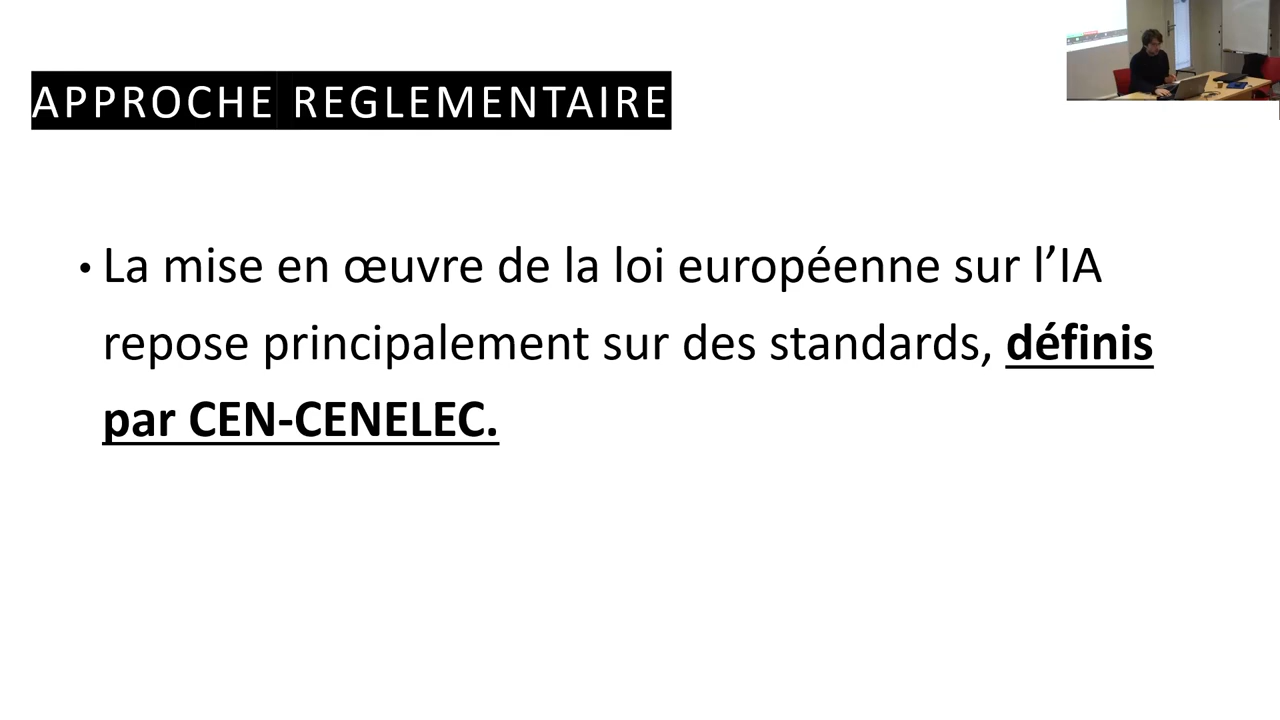 APPROCHE REGLEMENTAIRE
• La mise en œuvre de la loi européenne sur l’IA
repose principalement sur des standards, définis
par CEN-CENELEC.